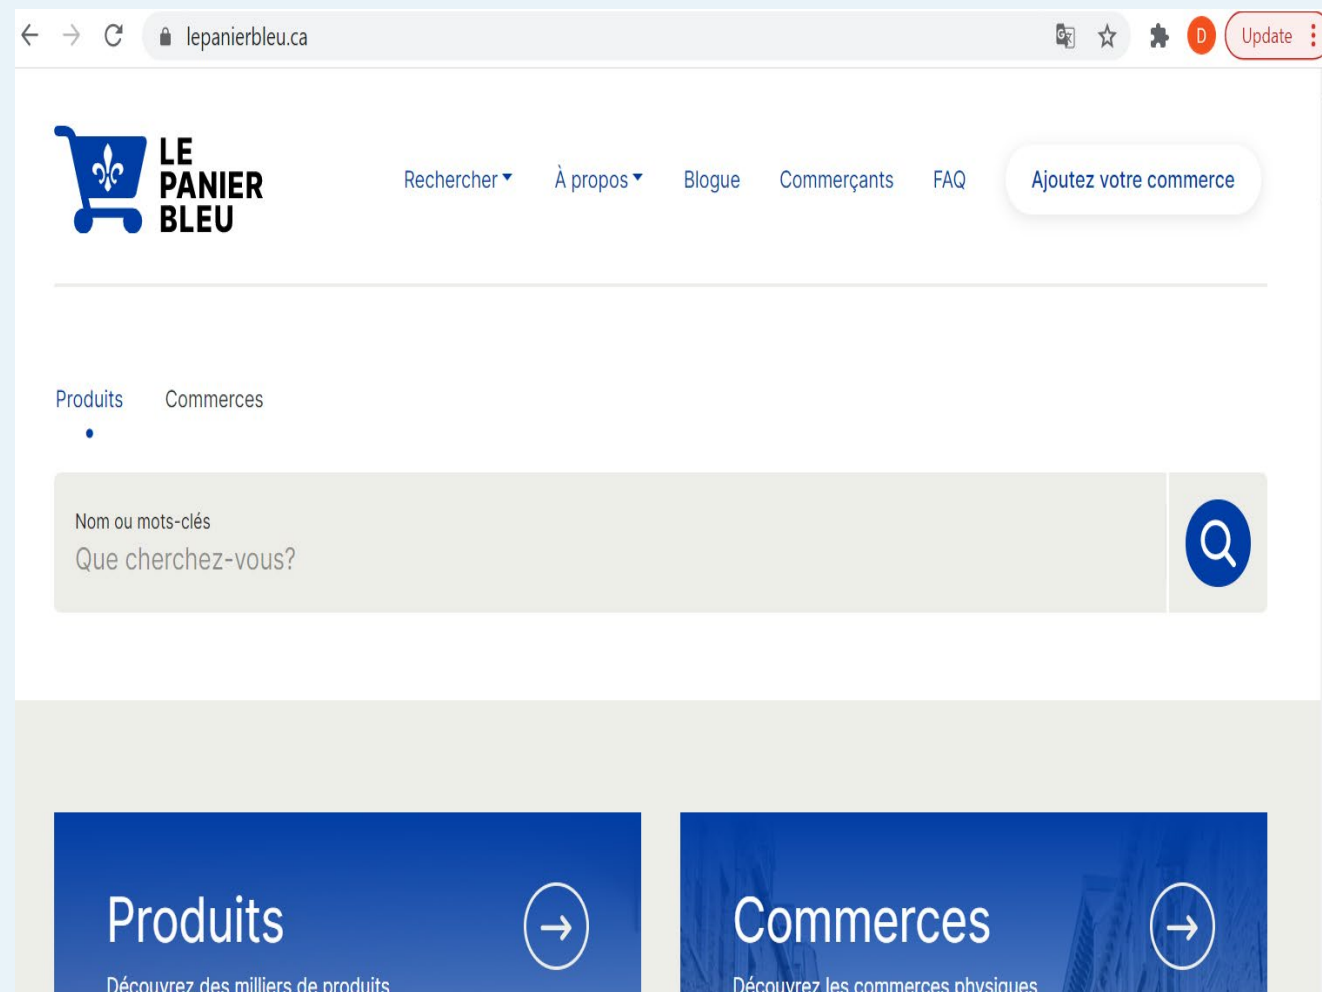 lepanierbleu.ca
D
Update
LE
PANIER
BLEU
Rechercher À propos Blogue Commerçants FAQ Ajoutez votre commerce
Produits Commerces
Nom ou mots-clés
Que cherchez-vous?
Produits
Découvrez des milliers de produits
Commerces
Découvrez les commerces physiques